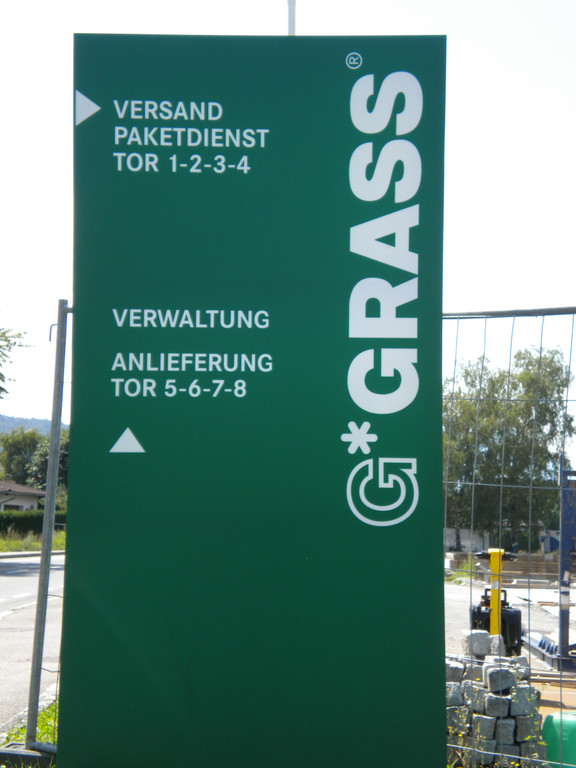 VERSAND
PAKETDIENST
TOR 1-2-3-4
VERWALTUNG
ANLIEFERUNG
TOR 5-6-7-8
G*GRASS®